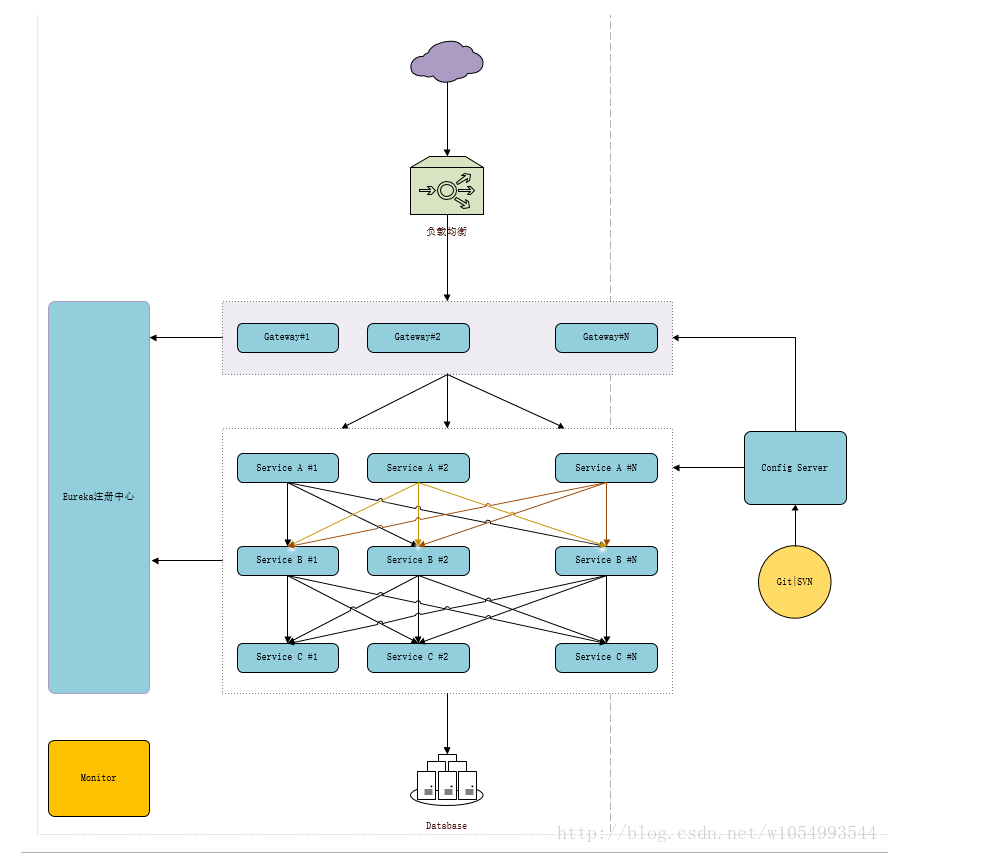 负载均衡
Gateway#1
Gateway#2
Gateway#N
Service A #1
Service A #2
Service A #N
Config Server
Eureka注册中心
Service B #1
Service B #2
Service B #N
Git|SVN
Service C #1
Service C #2
Service C #N
Monitor
Database
http://blog.csdn.net/w1054993544